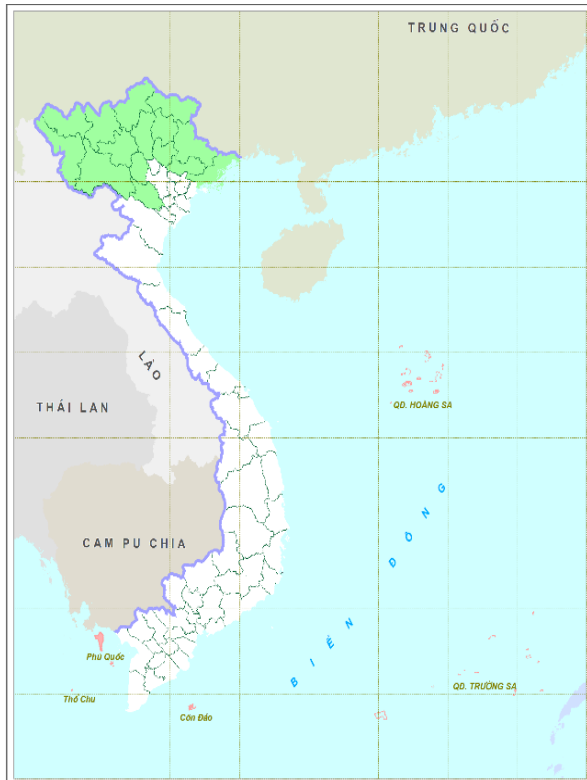 TRUNG QUỐC
LÀO
QĐ. HOÀNG SA
THÁI LAN
BIỂN ĐÔNG
CAM PU CHIA
Phú Quốc
QĐ. TRƯỜNG SA
Thổ Chu
Côn Đảo